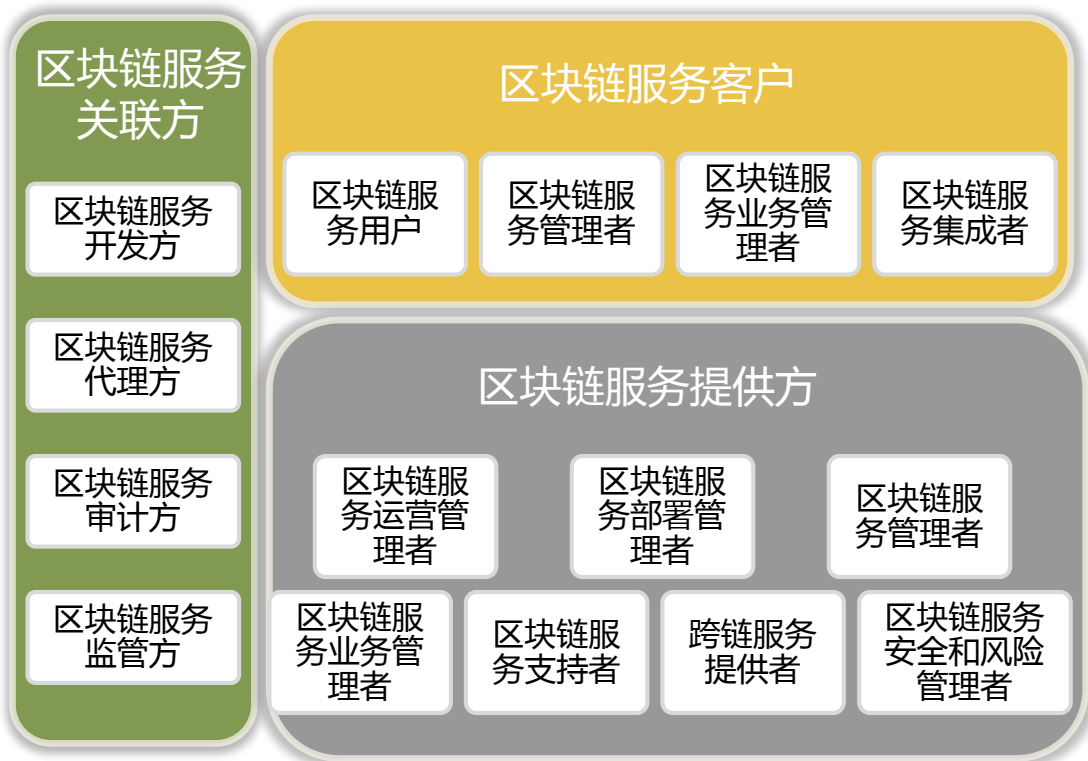 区块链服务
关联方
区块链服务
开发方
区块链服务
代理方
区块链服务
审计方
区块链服务
监管方
区块链服务客户
区块链服
务用户
区块链服
务管理者
区块链服
务业务管
理者
区块链服
务集成者
区块链服务提供方
区块链服
务运营管
理者
区块链服
务部署管
理者
区块链服
务管理者
区块链服
务业务管
理者
区块链服
务支持者
跨链服务
提供者
区块链服务
安全和风险
管理者